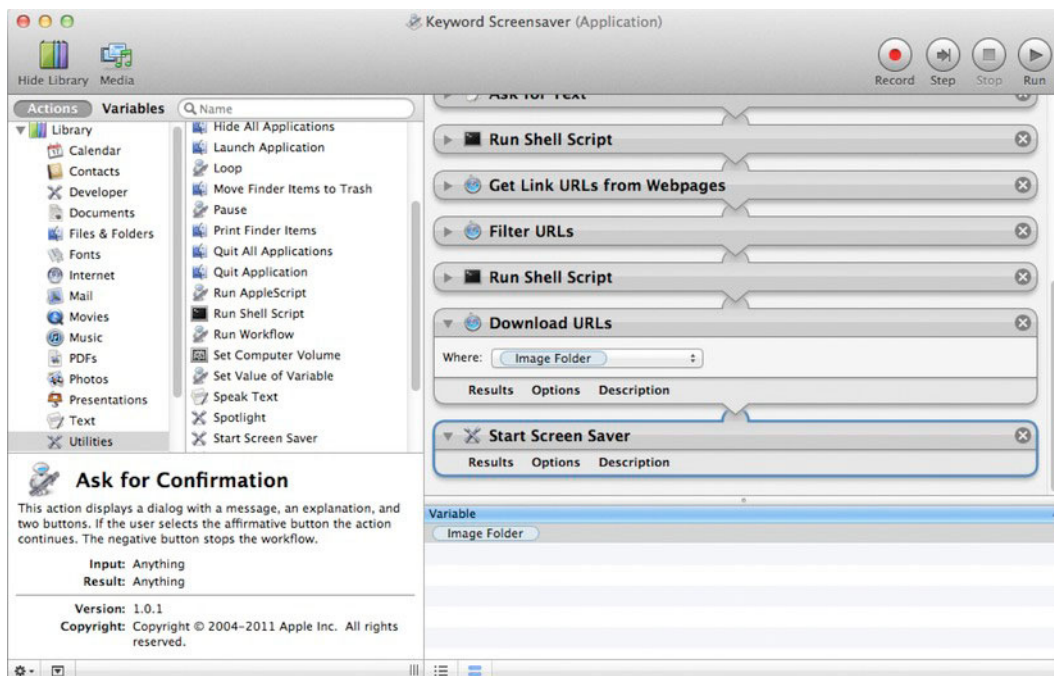 Keyword Screensaver (Application)
Hide Library
Media
Record
Step
Stop
Run
Actions
Variables
Name
Library
Calendar
Contacts
Developer
Documents
Files & Folders
Fonts
Internet
Mail
Movies
Music
PDFs
Photos
Presentations
Text
Utilities
Hide All Applications
Launch Application
Loop
Move Finder Items to Trash
Pause
Print Finder Items
Quit All Applications
Quit Application
Run AppleScript
Run Shell Script
Run Workflow
Set Computer Volume
Set Value of Variable
Speak Text
Spotlight
Start Screen Saver
Ask for Confirmation
This action displays a dialog with a message, an explanation, and
two buttons. If the user selects the affirmative button the action
continues. The negative button stops the workflow.
Input: Anything
Result: Anything
Version: 1.0.1
Copyright: Copyright © 2004-2011 Apple Inc. All rights
reserved.
Ask for Text
Run Shell Script
Get Link URLs from Webpages
Filter URLs
Run Shell Script
Download URLs
Where: Image Folder
Results Options Description
Start Screen Saver
Results Options Description
Variable
Image Folder